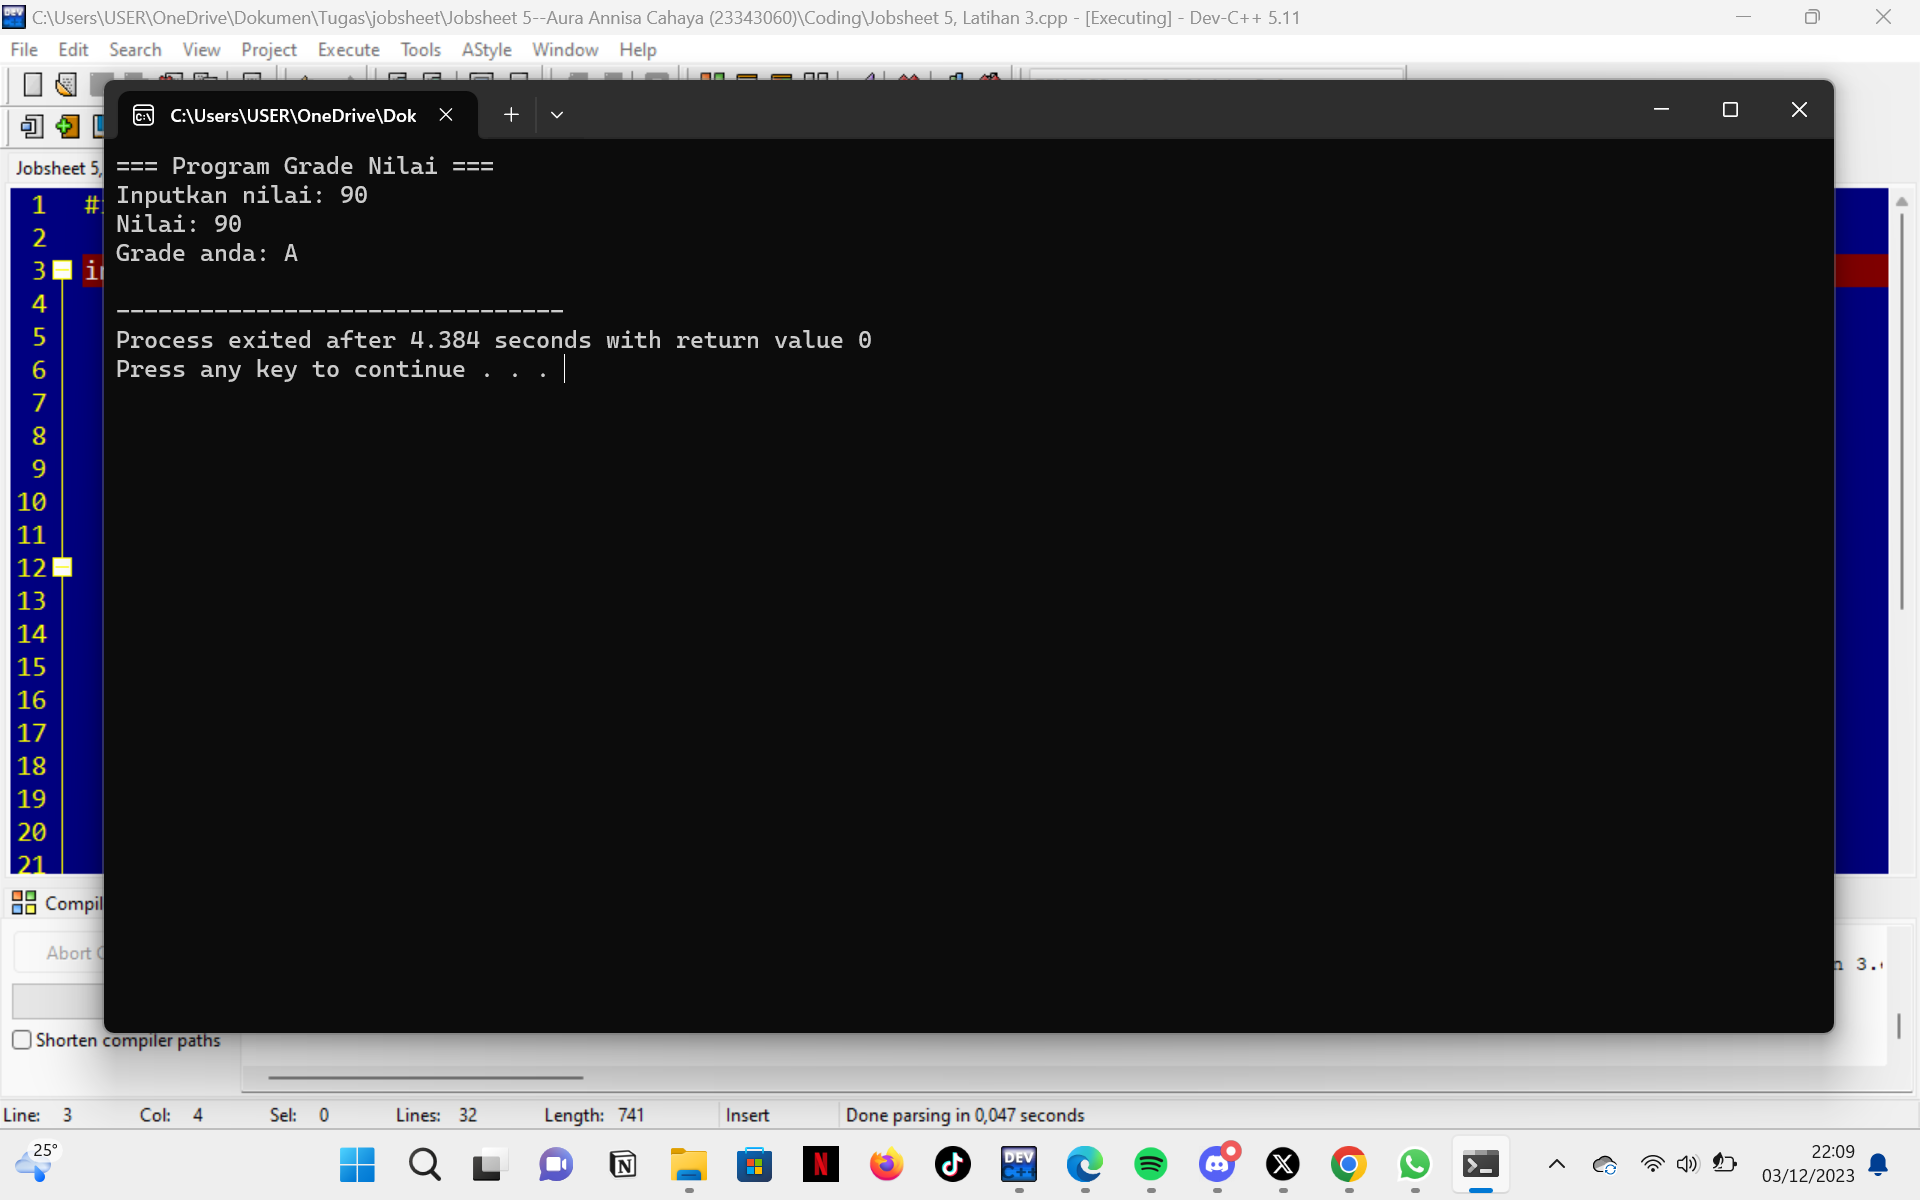 C:\Users\USER\OneDrive\Dokumen\Tugas\jobsheet\Jobsheet 5--Aura Annisa Cahaya (23343060)\Coding\Jobsheet 5, Latihan 3.cpp - [Executing] - Dev-C++ 5.11
File Edit Search View Project Execute Tools AStyle Window Help
C:\Users\USER\OneDrive\Dok
Jobsheet 5,
=== Program Grade Nilai ===
Inputkan nilai: 90
Nilai: 90
Grade anda: A
--------------------------------
Process exited after 4.384 seconds with return value 0
Press any key to continue . . .
1 #
2
3
4
5
6
7
8
9
10
11
12
13
14
15
16
17
18
19
20
21
Compil
Abort
3.
Shorten compiler paths
Line: 3 Col: 4 Sel: 0 Lines: 32 Length: 741 Insert Done parsing in 0,047 seconds
25°
DEV C++
22:09
03/12/2023